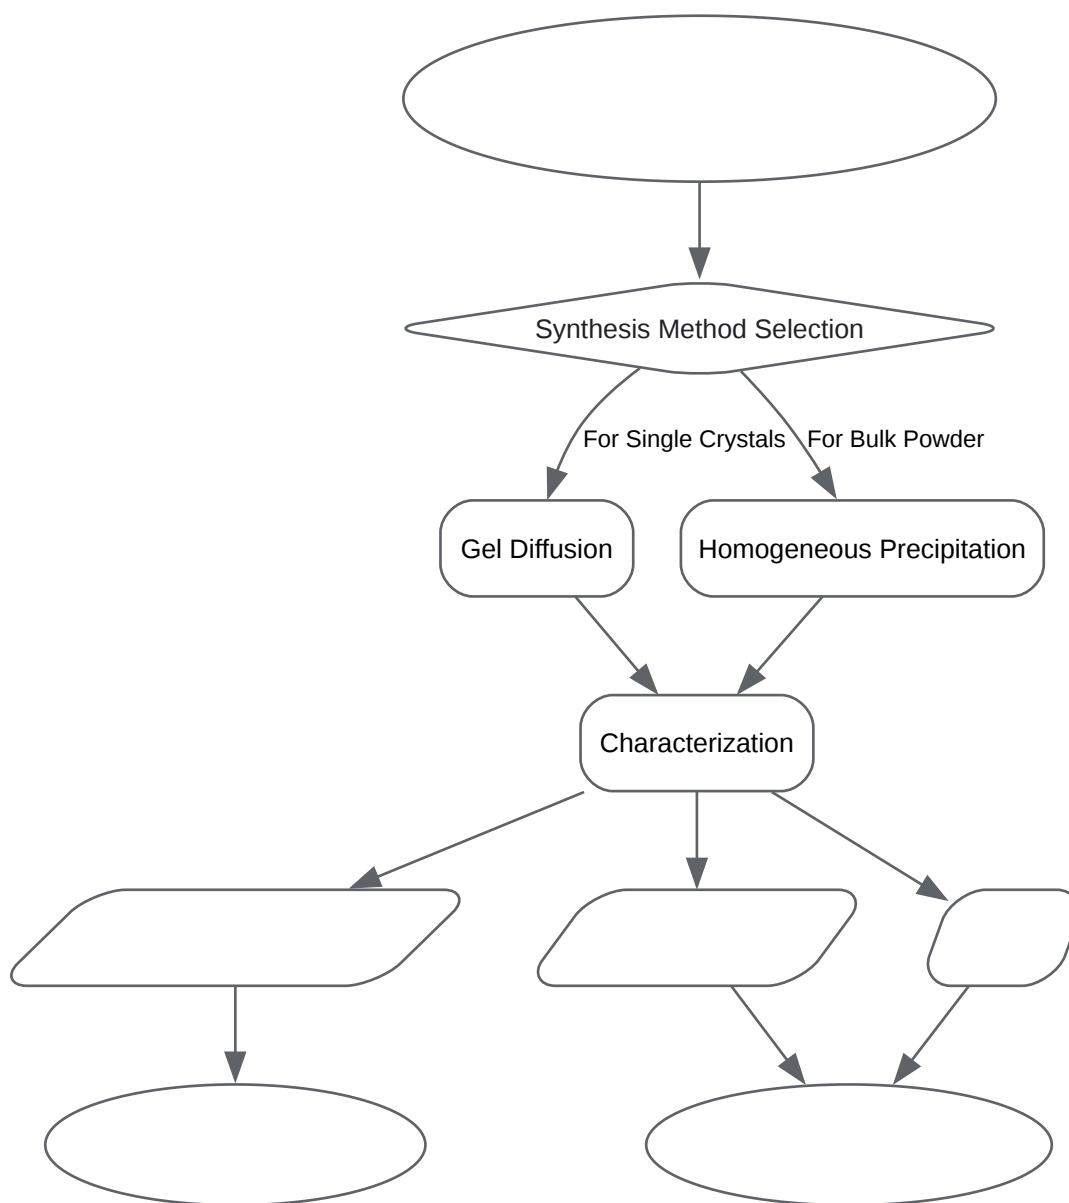 Synthesis Method Selection
For Single Crystals
For Bulk Powder
Gel Diffusion
Homogeneous Precipitation
Characterization